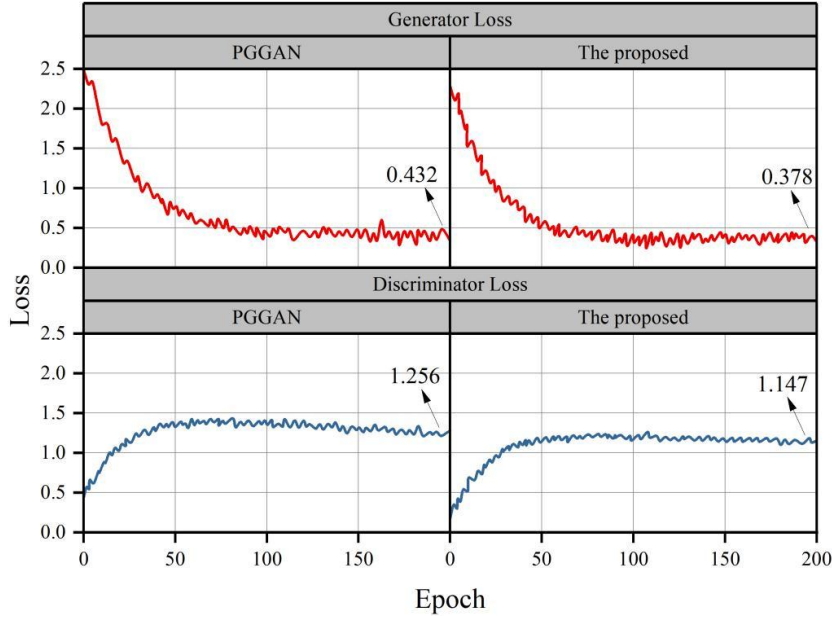 Generator Loss
PGGAN The proposed
2.5
2.0
1.5
1.0
0.5
0.0
0.432
0.378
Loss
Discriminator Loss
PGGAN The proposed
2.5
2.0
1.5
1.0
0.5
0.0
1.256
1.147
0 50 100 150 0 50 100 150 200
Epoch